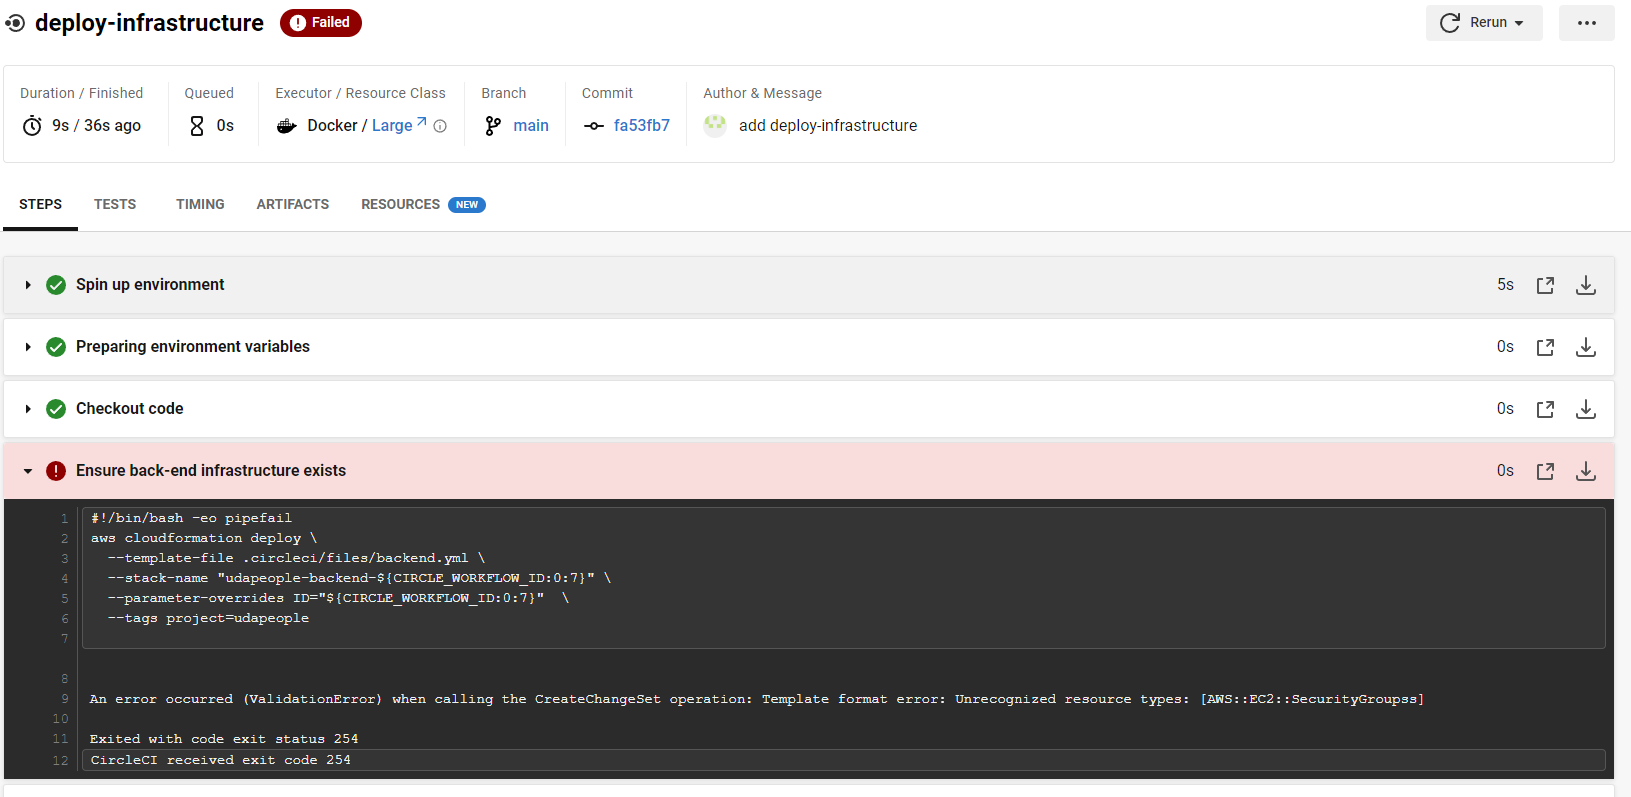 deploy-infrastructure Failed Rerun
Duration / Finished Queued Executor / Resource Class Branch Commit Author & Message
9s / 36s ago 0s Docker / Large main fa53fb7 add deploy-infrastructure
STEPS TESTS TIMING ARTIFACTS RESOURCES NEW
Spin up environment 5s
Preparing environment variables 0s
Checkout code 0s
Ensure back-end infrastructure exists 0s
1 #!/bin/bash -eo pipefail
2 aws cloudformation deploy \
3 --template-file .circleci/files/backend.yml \
4 --stack-name "udapeople-backend-${CIRCLE_WORKFLOW_ID:0:7}" \
5 --parameter-overrides ID="${CIRCLE_WORKFLOW_ID:0:7}" \
6 --tags project=udapeople
7
8
9 An error occurred (ValidationError) when calling the CreateChangeSet operation: Template format error: Unrecognized resource types: [AWS::EC2::SecurityGroupss]
10
11 Exited with code exit status 254
12 CircleCI received exit code 254